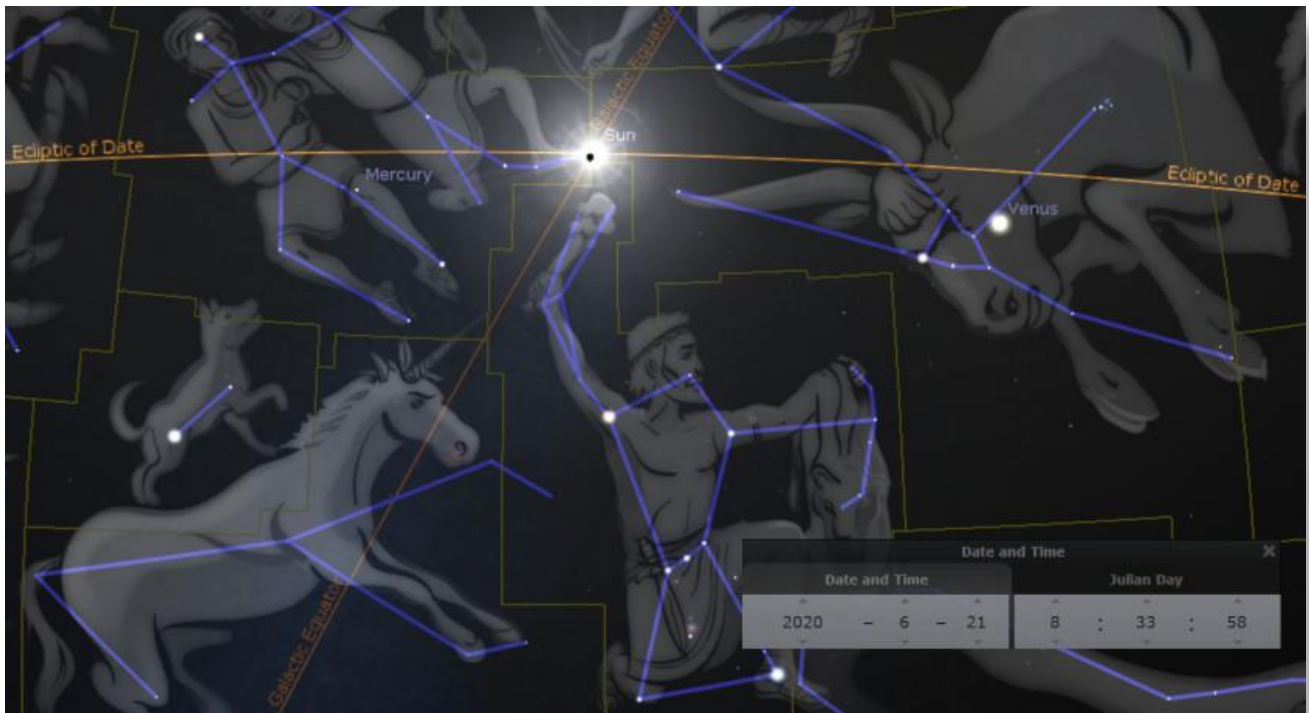 Galactic Equator
Sun
Ecliptic of Date
Mercury
Ecliptic of Date
Venus
Date and Time
Date and Time Julian Day
2020 - 6 - 21 8 : 33 : 58
Galactic Equator